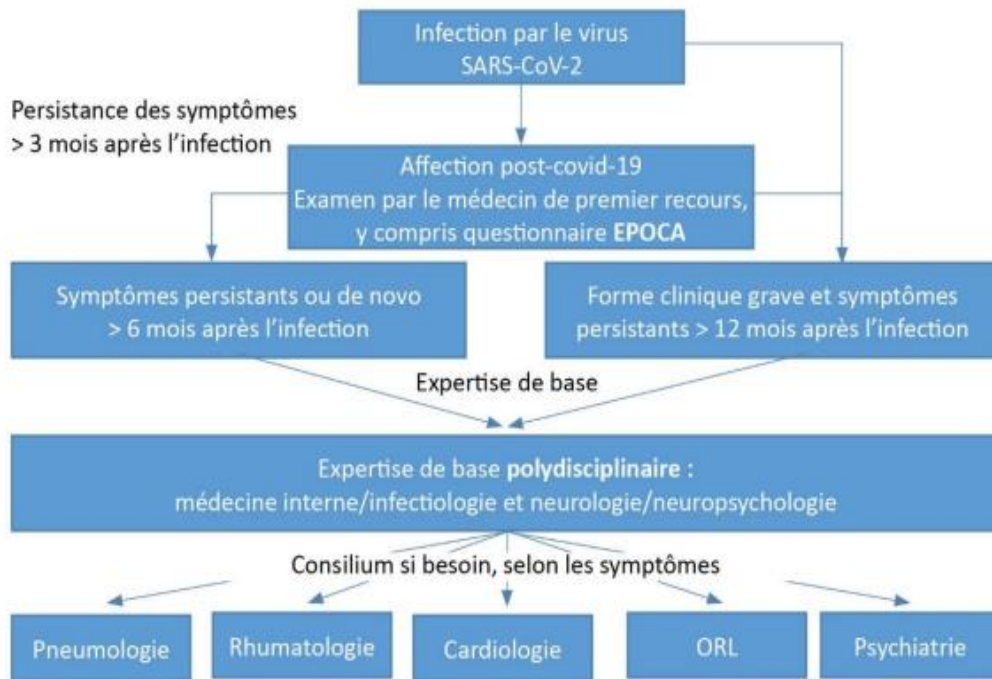 Infection par le virus
SARS-CoV-2
Persistance des symptômes
> 3 mois après l’infection
Affection post-covid-19
Examen par le médecin de premier recours,
y compris questionnaire EPOCA
Symptômes persistants ou de novo
> 6 mois après l’infection
Forme clinique grave et symptômes
persistants > 12 mois après l’infection
Expertise de base
Expertise de base polydisciplinaire :
médecine interne/infectiologie et neurologie/neuropsychologie
Consilium si besoin, selon les symptômes
Pneumologie
Rhumatologie
Cardiologie
ORL
Psychiatrie